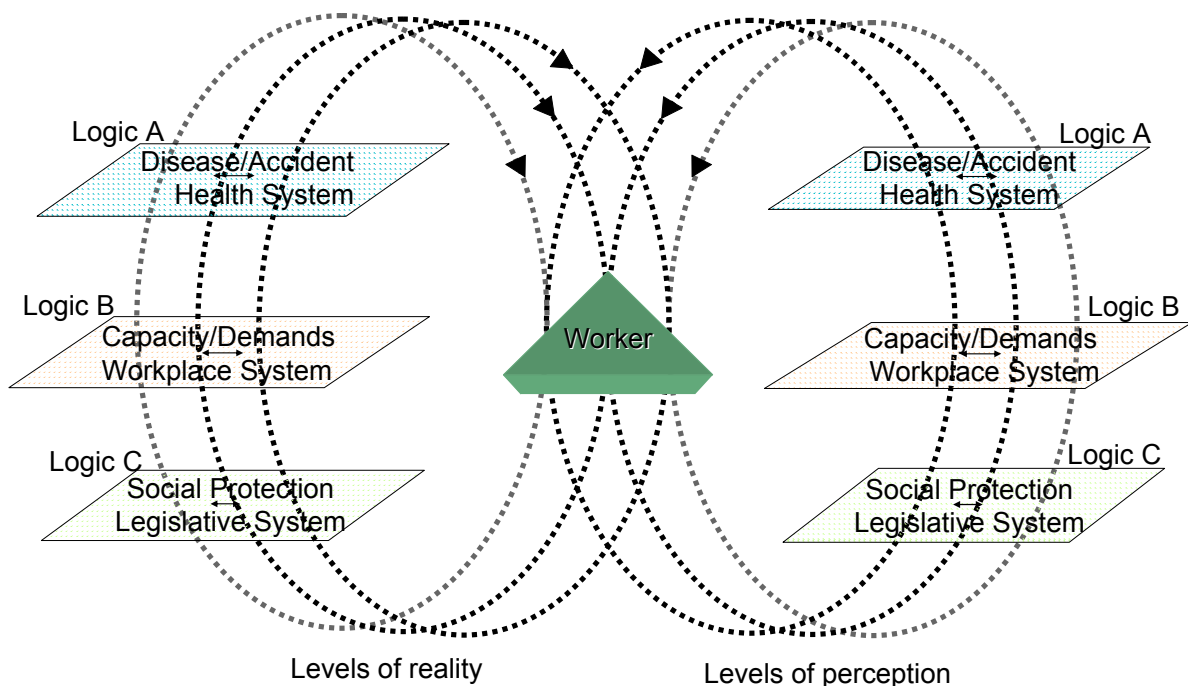 Logic A
Disease/Accident
Health System
Logic B
Capacity/Demands
Workplace System
Logic C
Social Protection
Legislative System
Worker
Logic A
Disease/Accident
Health System
Logic B
Capacity/Demands
Workplace System
Logic C
Social Protection
Legislative System
Levels of reality
Levels of perception